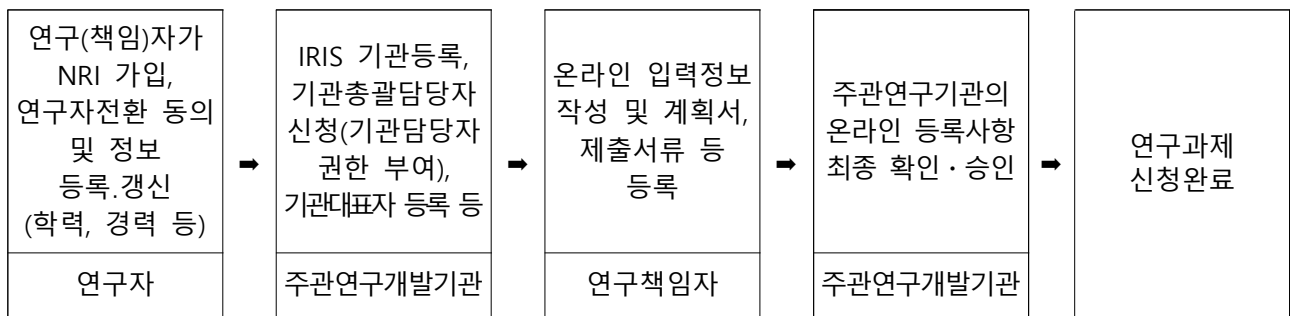 연구(책임)자가
NRI 가입,
연구자전환 동의
및 정보
등록.갱신
(학력, 경력 등)
연구자
➡
IRIS 기관등록,
기관총괄담당자
신청(기관담당자
권한 부여),
기관대표자 등록 등
주관연구개발기관
➡
온라인 입력정보
작성 및 계획서,
제출서류 등
등록
연구책임자
➡
주관연구기관의
온라인 등록사항
최종 확인・승인
주관연구개발기관
➡
연구과제
신청완료